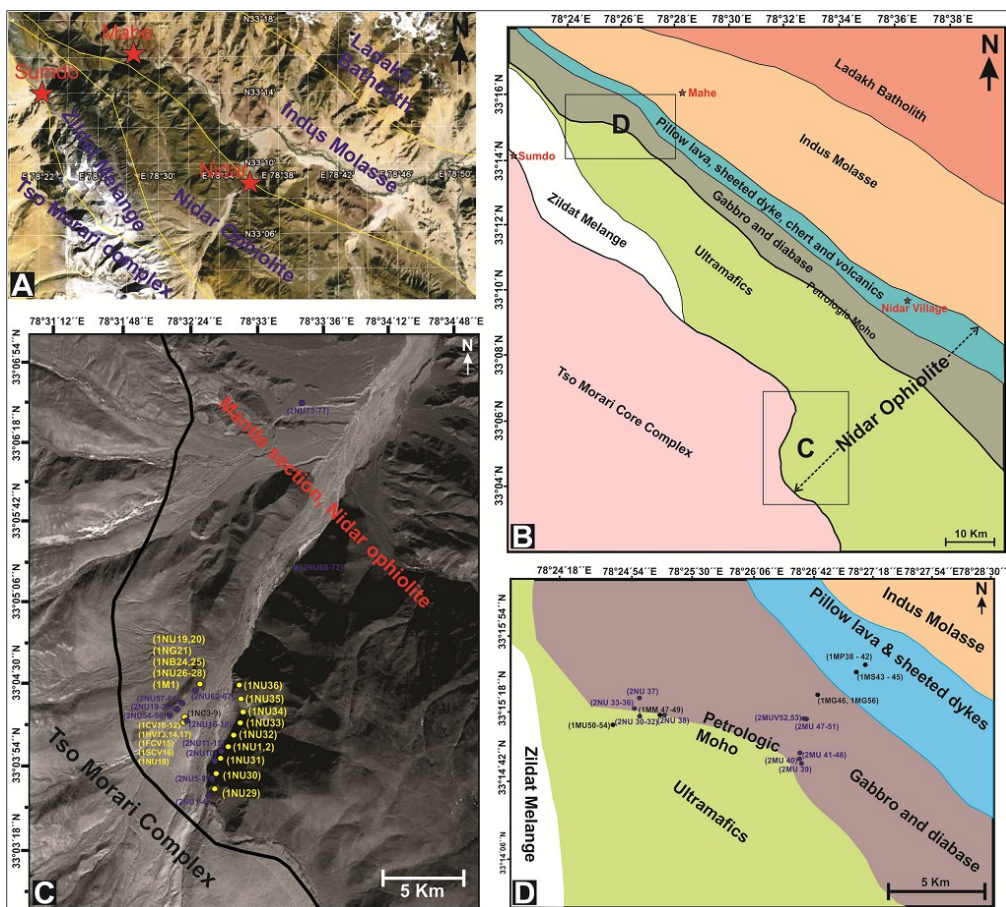 N33°18'
Mahe
Sumdo
Ladakh
Batholith
Indus Molasse
N33°10'
Nidar
E 78°22'
E 78°26'
E 78°30'
E 78°34'
E 78°38'
E 78°42'
E 78°46'
E 78°50'
Zildat Melange
Nidar Ophiolite
Tso Morari complex
N33°06'
A
78°24'
78°26'
78°28'
78°30'
78°32'
78°34'
78°36'
78°38'
N
33°16'
33°14'
33°12'
33°10'
33°08'
33°06'
33°04'
Ladakh Batholith
Mahe
D
Indus Molasse
Sumdo
Pillow lava, sheeted dyke, chert and volcanics
Zildat Melange
Gabbro and diabase
Ultramafics
Petrologic Moho
Nidar Village
Tso Morari Core Complex
Nidar Ophiolite
C
B
10 Km
78°31'12"E
78°31'48"E
78°32'24"E
78°33'E
78°33'36"E
78°34'48"E
33°06'54"N
33°06'18"N
33°05'42"N
33°05'06"N
33°04'30"N
33°03'54"N
33°03'18"N
N
(2NU73-77)
Mantle section, Nidar ophiolite
(2NU68-72)
(1NU19,20)
(1NG21)
(1NB24,25)
(1NU26-28)
(1M1)
(1NU36)
(1NU35)
(1NU34)
(1NU33)
(1NU32)
(1NU1,2)
(1NU31)
(1NU30)
(1NU29)
(2NU62-67)
(1NC3-9)
(1CV10-12)
(1HV13,14,17)
(1FCV15)
(1SCV16)
(1NU18)
(2NU11-15)
(2NU5-8)
(2NU1-4)
Tso Morari Complex
C
5 Km
78°24'18"E
78°24'54"E
78°25'30"E
78°26'06"E
78°26'42"E
78°27'18"E
78°28'30"E
33°15'54"N
33°15'18"N
33°14'42"N
33°14'06"N
N
Indus Molasse
Pillow lava & sheeted dykes
(1MP38 - 42)
(1MS43 - 45)
(1MG46, 1MG56)
(2NU 37)
(2NU 33-36)
(1MM 47-49)
(1MU50-54)
(2NU 30-32)
(2NU 38)
(2MUV52,53)
(2MU 47-51)
Petrologic
Moho
(2MU 41-46)
(2MU 40)
(2MU 39)
Gabbro and diabase
Ultramafics
Zildat Melange
D
5 Km